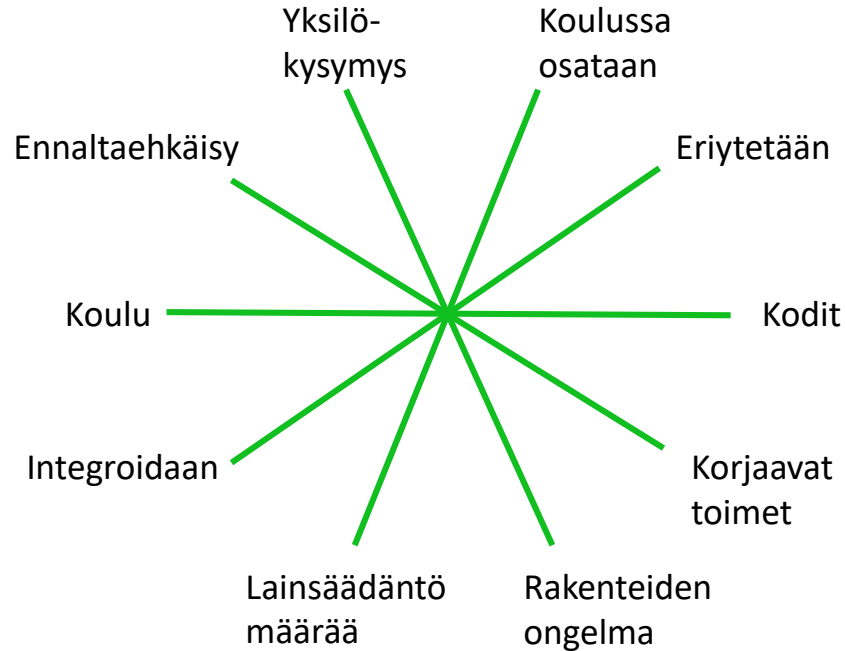 Yksilö-
kysymys
Koulussa
osataan
Ennaltaehkäisy
Eriytetään
Koulu
Kodit
Integroidaan
Korjaavat
toimet
Lainsäädäntö
määrää
Rakenteiden
ongelma